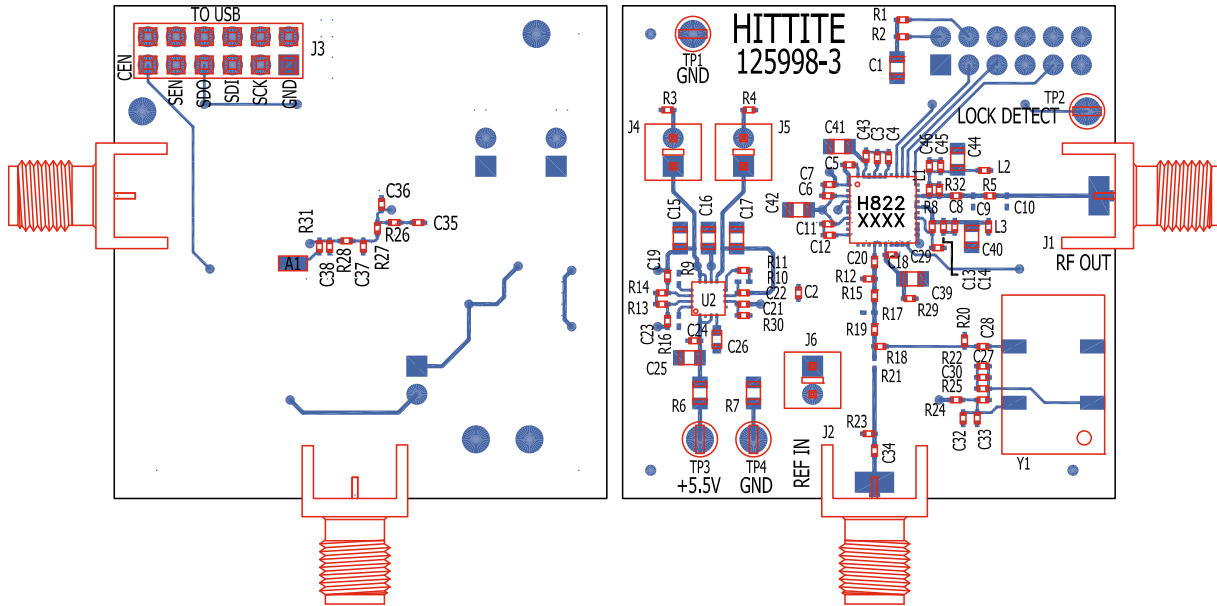 TO USB
J3
CEN
SEN
SDO
SDI
SCK
GND
C36
R31
R26
C35
A1
C38
R28
C37
R27
HITTITE
125998-3
TP1
GND
R1
R2
C1
TP2
LOCK DETECT
R3
R4
J4
J5
C41
C43
C3
C4
C46
C45
C44
C5
C7
C6
L1
L2
R32
R5
C42
H822
XXXX
R8
C8
C9
C10
C15
C16
C17
C11
C12
L3
C40
J1
RF OUT
C19
R9
R11
R10
C20
C18
C29
C13
C14
R14
R13
U2
C22
C21
R30
C2
R12
R15
C39
R29
C23
R16
C24
C26
R17
R19
R20
C28
C25
J6
R18
R21
R22
C27
C30
R25
R24
R6
R7
R23
C32
C33
J2
C34
TP3
+5.5V
TP4
GND
REF IN
Y1